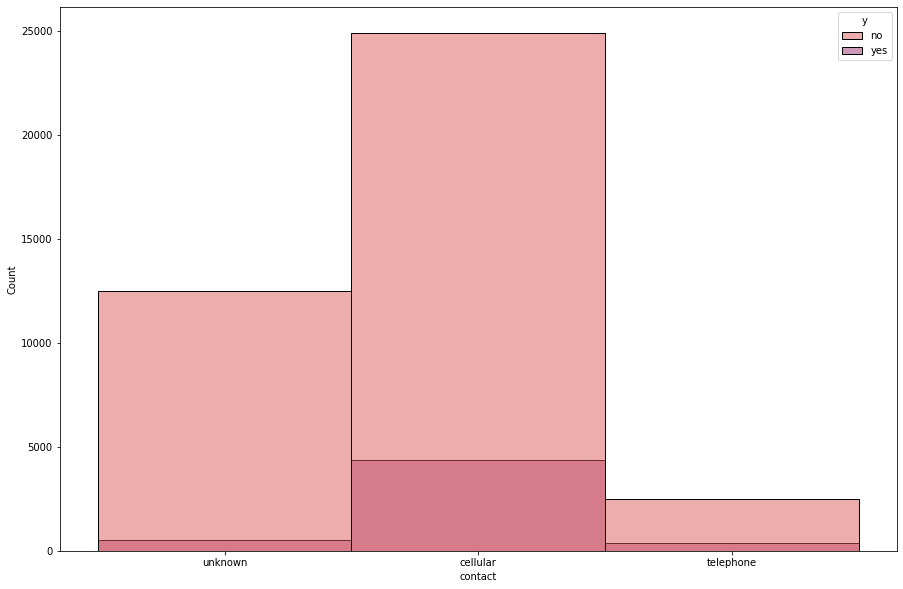 y
no
yes
25000
20000
15000
10000
5000
0
Count
unknown cellular telephone
contact